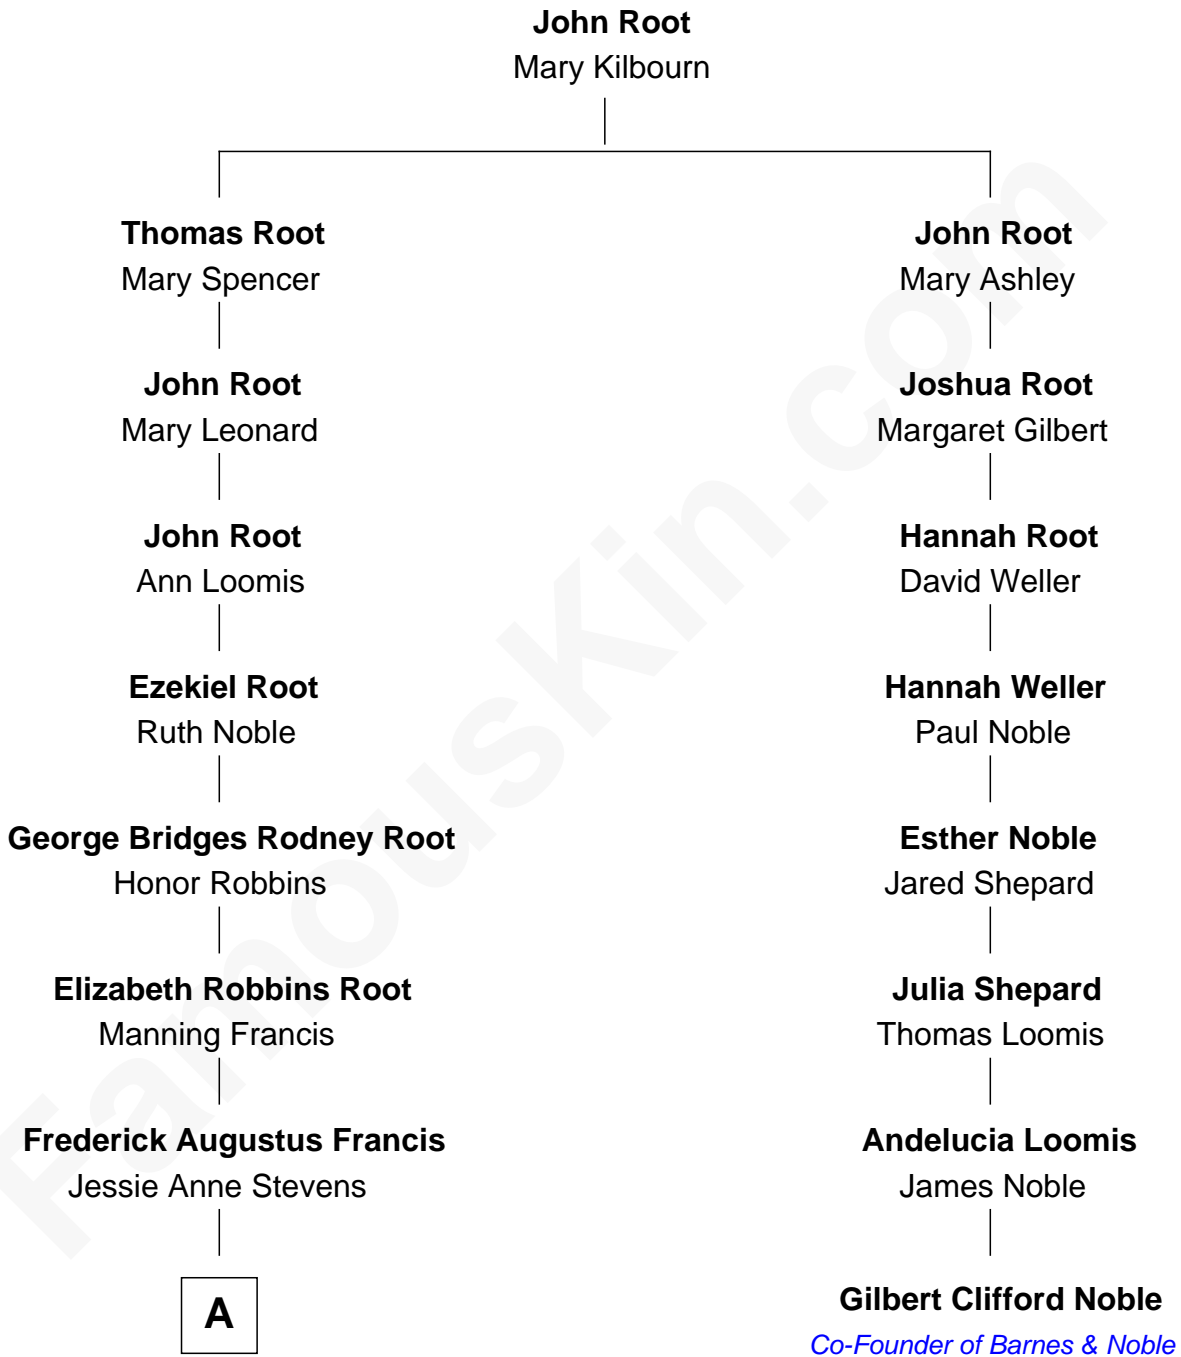 John Root
Mary Kilbourn
Thomas Root
Mary Spencer
John Root
Mary Ashley
John Root
Mary Leonard
Joshua Root
Margaret Gilbert
John Root
Ann Loomis
Hannah Root
David Weller
Ezekiel Root
Ruth Noble
Hannah Weller
Paul Noble
George Bridges Rodney Root
Honor Robbins
Esther Noble
Jared Shepard
Elizabeth Robbins Root
Manning Francis
Julia Shepard
Thomas Loomis
Frederick Augustus Francis
Jessie Anne Stevens
Andelucia Loomis
James Noble
A
Gilbert Clifford Noble
Co-Founder of Barnes & Noble
FamousKin.com